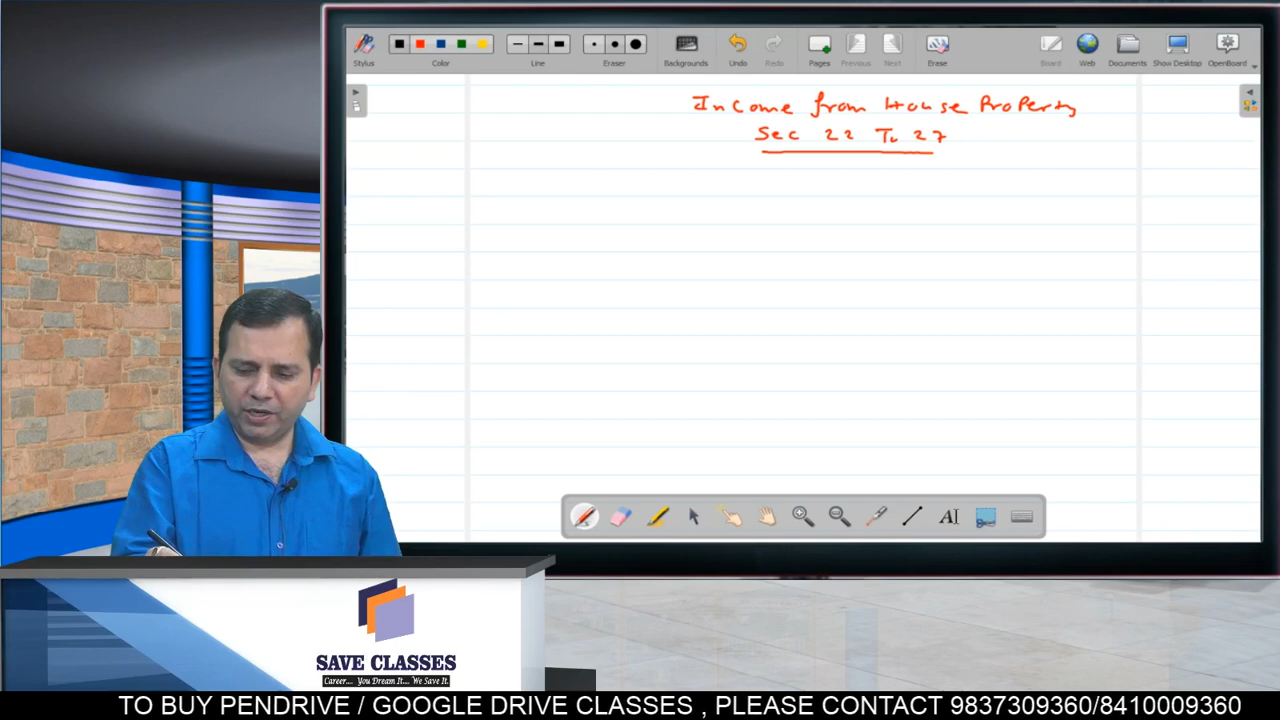 Stylus
Color
Line
Eraser
Backgrounds
Undo
Redo
Pages
Previous
Next
Erase
Board
Web
Documents
Show Desktop
OpenBoard
Income from House Property
Sec 22 To 27
AI
SAVE CLASSES
Career.... You Dream It... We Save It.
TO BUY PENDRIVE / GOOGLE DRIVE CLASSES , PLEASE CONTACT 9837309360/8410009360